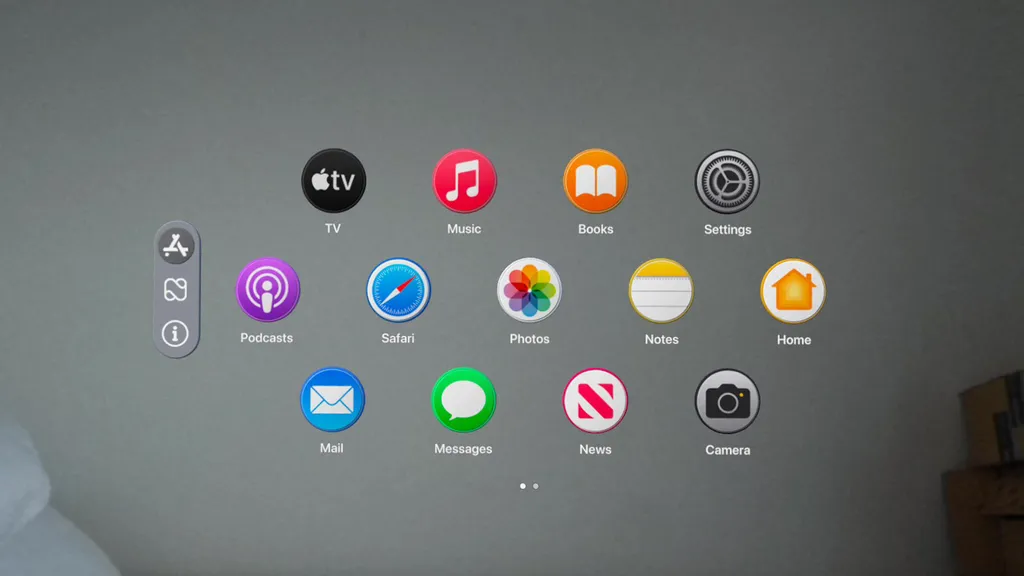 tv
TV
Music
Books
Settings
Podcasts
Safari
Photos
Notes
Home
Mail
Messages
News
Camera